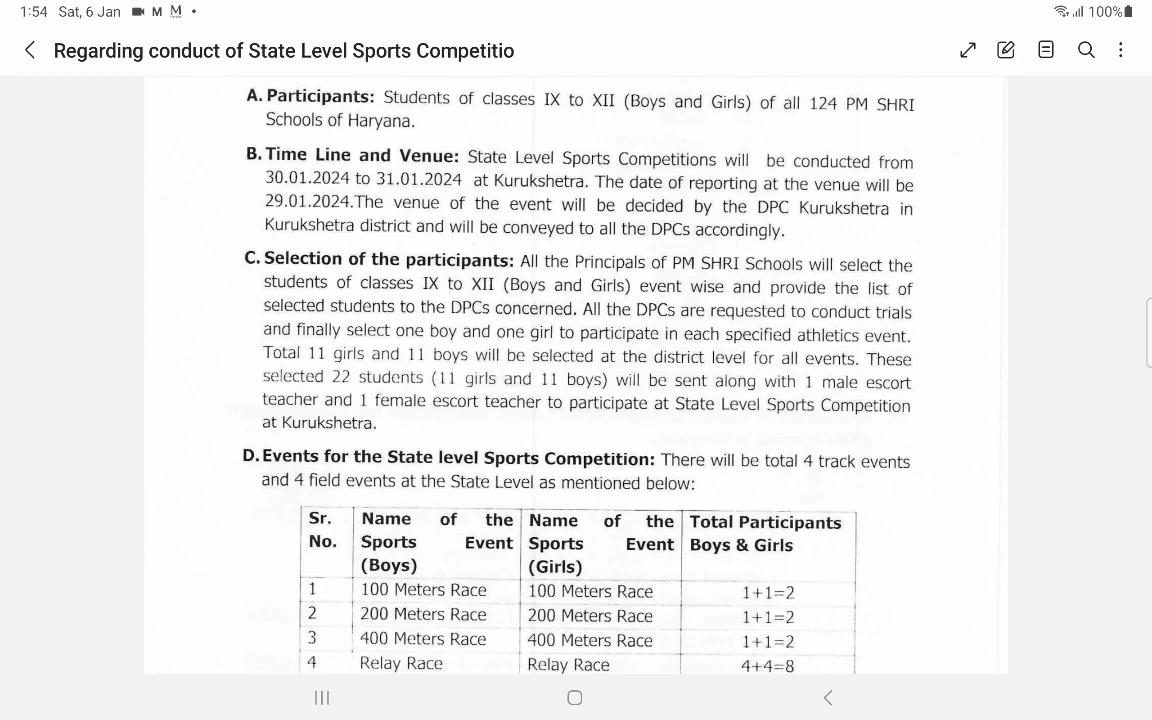 1:54 Sat, 6 Jan M M •
100%
Regarding conduct of State Level Sports Competitio
A. Participants: Students of classes IX to XII (Boys and Girls) of all 124 PM SHRI
Schools of Haryana.
B. Time Line and Venue: State Level Sports Competitions will be conducted from
30.01.2024 to 31.01.2024 at Kurukshetra. The date of reporting at the venue will be
29.01.2024.The venue of the event will be decided by the DPC Kurukshetra in
Kurukshetra district and will be conveyed to all the DPCs accordingly.
C. Selection of the participants: All the Principals of PM SHRI Schools will select the
students of classes IX to XII (Boys and Girls) event wise and provide the list of
selected students to the DPCs concerned. All the DPCs are requested to conduct trials
and finally select one boy and one girl to participate in each specified athletics event.
Total 11 girls and 11 boys will be selected at the district level for all events. These
selected 22 students (11 girls and 11 boys) will be sent along with 1 male escort
teacher and 1 female escort teacher to participate at State Level Sports Competition
at Kurukshetra.
D. Events for the State level Sports Competition: There will be total 4 track events
and 4 field events at the State Level as mentioned below:
Sr. Name of the Name of the Total Participants
No. Sports Event Sports Event Boys & Girls
(Boys) (Girls)
1 100 Meters Race 100 Meters Race 1+1=2
2 200 Meters Race 200 Meters Race 1+1=2
3 400 Meters Race 400 Meters Race 1+1=2
4 Relay Race Relay Race 4+4=8